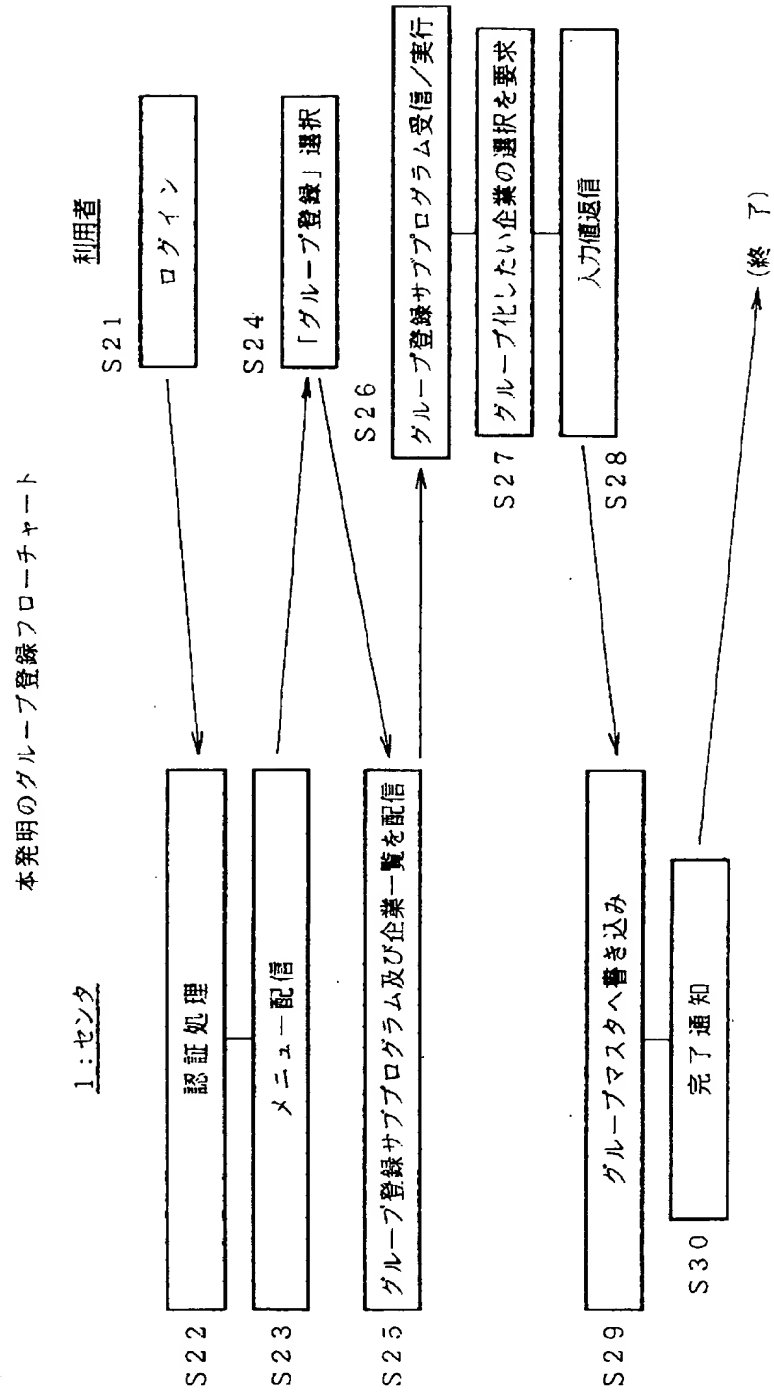 本発明のグループ登録フローチャート
1:センタ
利用者
S21
ログイン
S22
認証処理
S23
メニュー配信
S24
「グループ登録」選択
S25
グループ登録サブプログラム及び企業一覧を配信
S26
グループ登録サブプログラム受信/実行
S27
グループ化したい企業の選択を要求
S28
入力値返信
S29
グループマスタへ書き込み
S30
完了通知
(終 了)